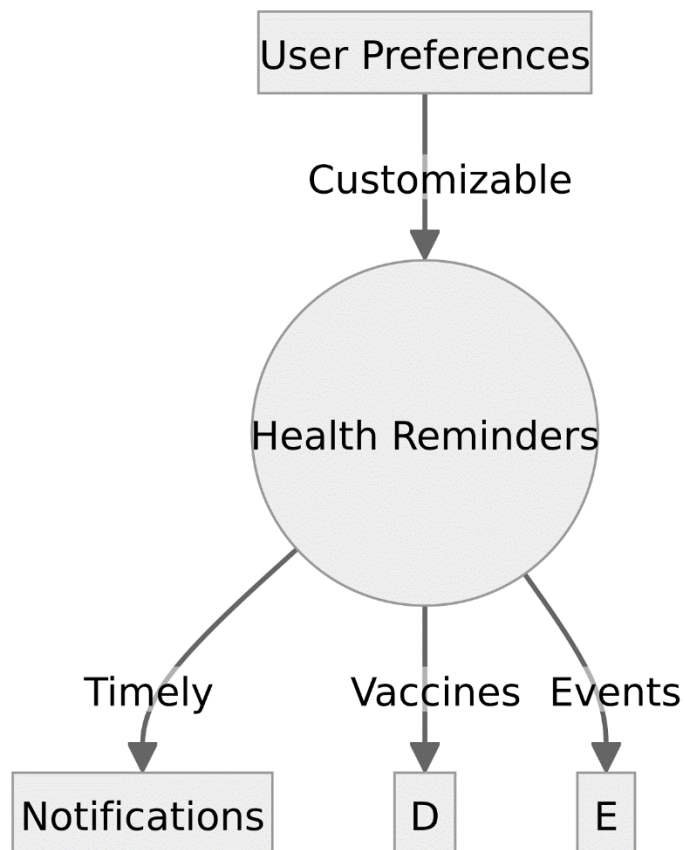 User Preferences
Customizable
Health Reminders
Timely
Vaccines
Events
Notifications
D
E